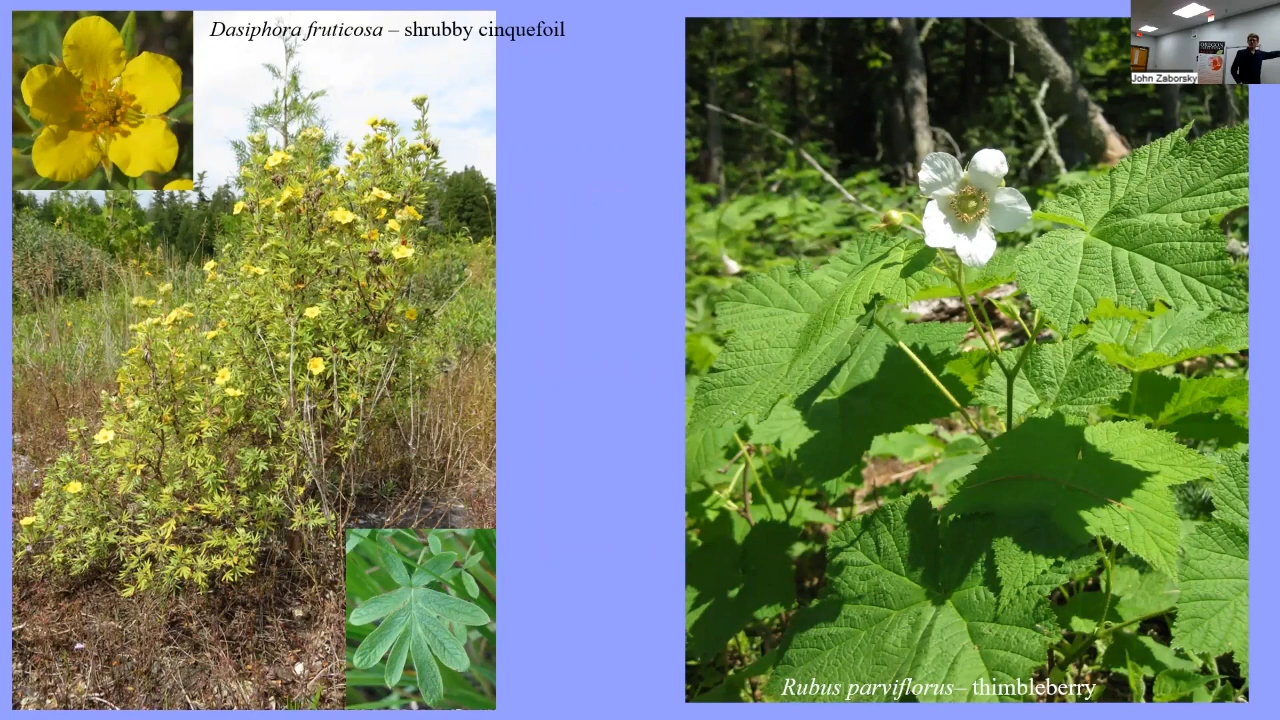 Dasiphora fruticosa – shrubby cinquefoil
John Zaborsky
Rubus parviflorus– thimbleberry